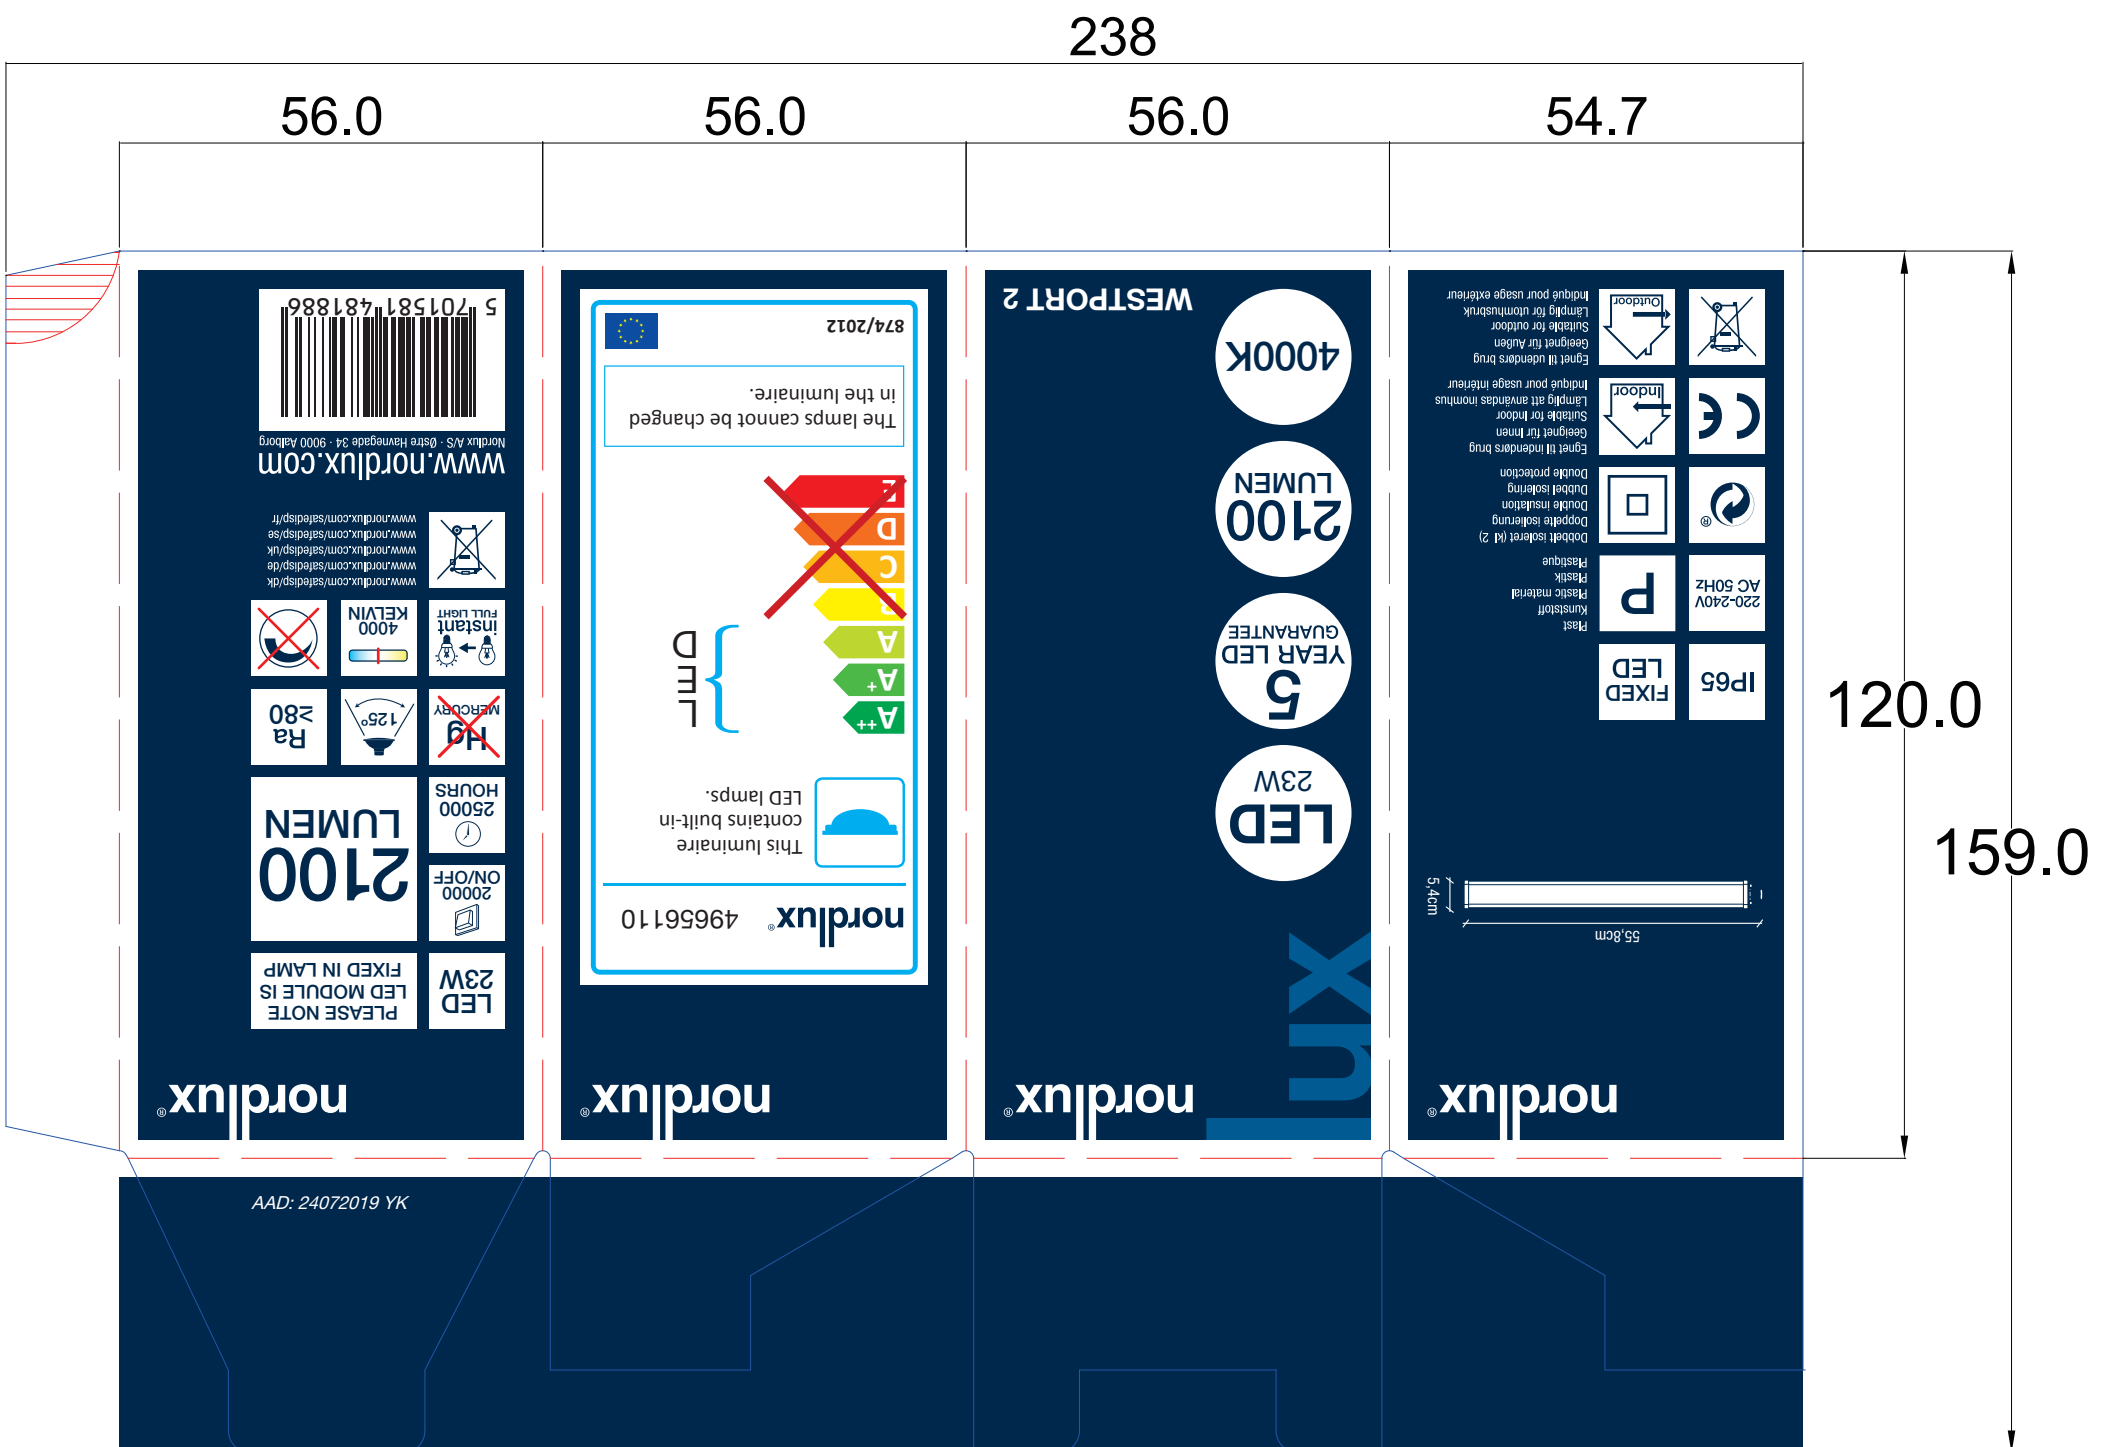 238
56.0
56.0
56.0
54.7
120.0
159.0
nordlux®
LED
23W
PLEASE NOTE
LED MODULE IS
FIXED IN LAMP
20000
ON/OFF
2100
LUMEN
25000
HOURS
Hg
MERCURY
125°
Ra
≥80
instant
FULL LIGHT
4000
KELVIN
www.nordlux.com/safedisp/dk
www.nordlux.com/safedisp/de
www.nordlux.com/safedisp/uk
www.nordlux.com/safedisp/se
www.nordlux.com/safedisp/fr
www.nordlux.com
Nordlux A/S · Østre Havnegade 34 · 9000 Aalborg
5 701581 481886
nordlux®
nordlux® 49656110
This luminaire
contains built-in
LED lamps.
A++
A+
A
B
C
D
E
L
E
D
The lamps cannot be changed
in the luminaire.
874/2012
nordlux®
lux
LED
23W
5
YEAR LED
GUARANTEE
2100
LUMEN
4000K
WESTPORT 2
nordlux®
55,8cm
5,4cm
IP65
FIXED
LED
220-240V
AC 50Hz
P
Plast
Kunststoff
Plastic material
Plastik
Plastique
®
Dobbelt isoleret (kl 2)
Doppelte isolierung
Double insulation
Dubbel isolering
Double protection
CE
Indoor
Egnet til indendørs brug
Geeignet für Innen
Suitable for Indoor
Lämplig att användas inomhus
Indiqué pour usage intérieur
Outdoor
Egnet til udendørs brug
Geeignet für Außen
Suitable for outdoor
Lämplig för utomhusbruk
Indiqué pour usage extérieur
AAD: 24072019 YK